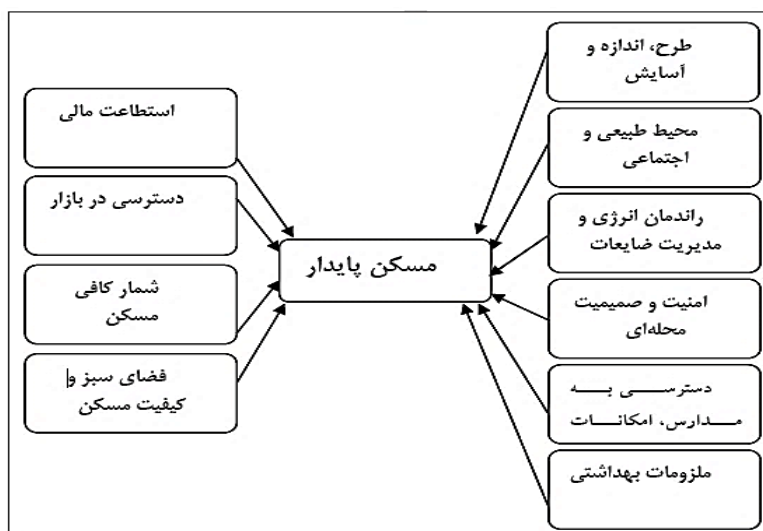 طرح، اندازه و
آسایش
محیط طبیعی و
اجتماعی
راندمان انرژی و
مدیریت ضایعات
امنیت و صمیمیت
محله‌ای
دسترسی به
مدارس، امکانات
ملزومات بهداشتی
مسکن پایدار
استطاعت مالی
دسترسی در بازار
شمار کافی
مسکن
فضای سبز و
کیفیت مسکن